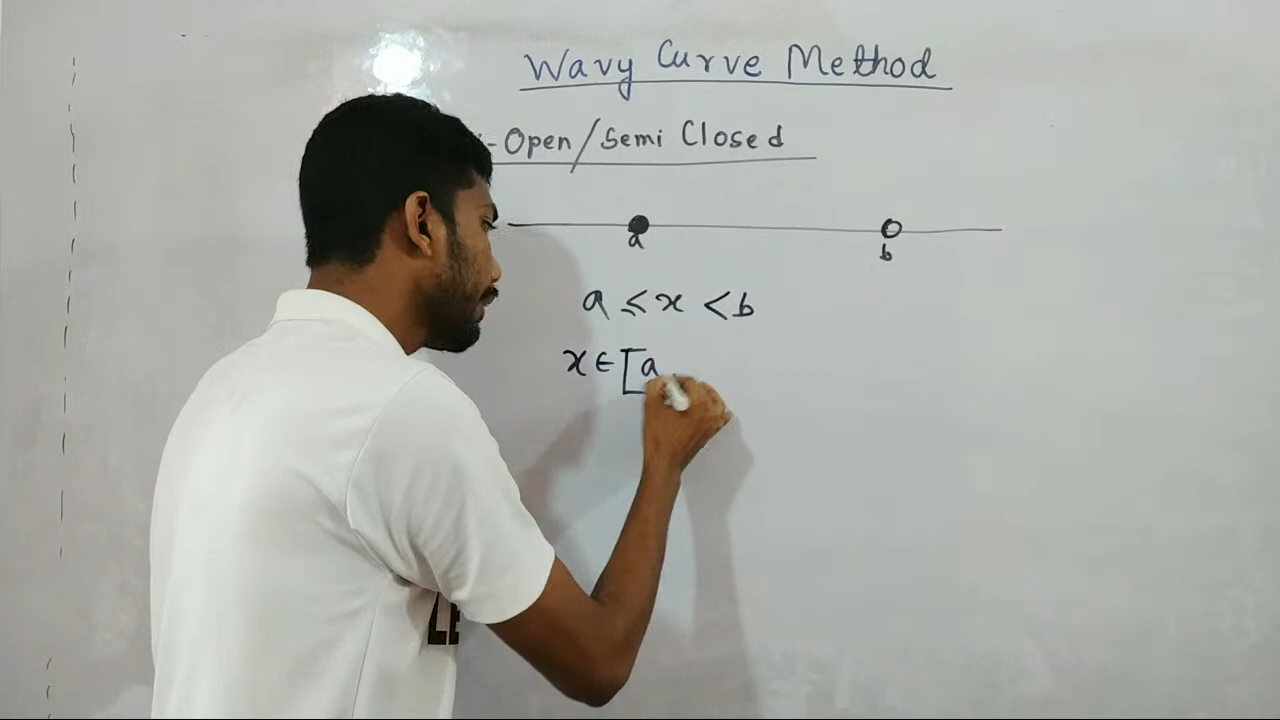 Wavy Curve Method
-Open/Semi Closed
a b
a ≤ x < b
x ∈ [a